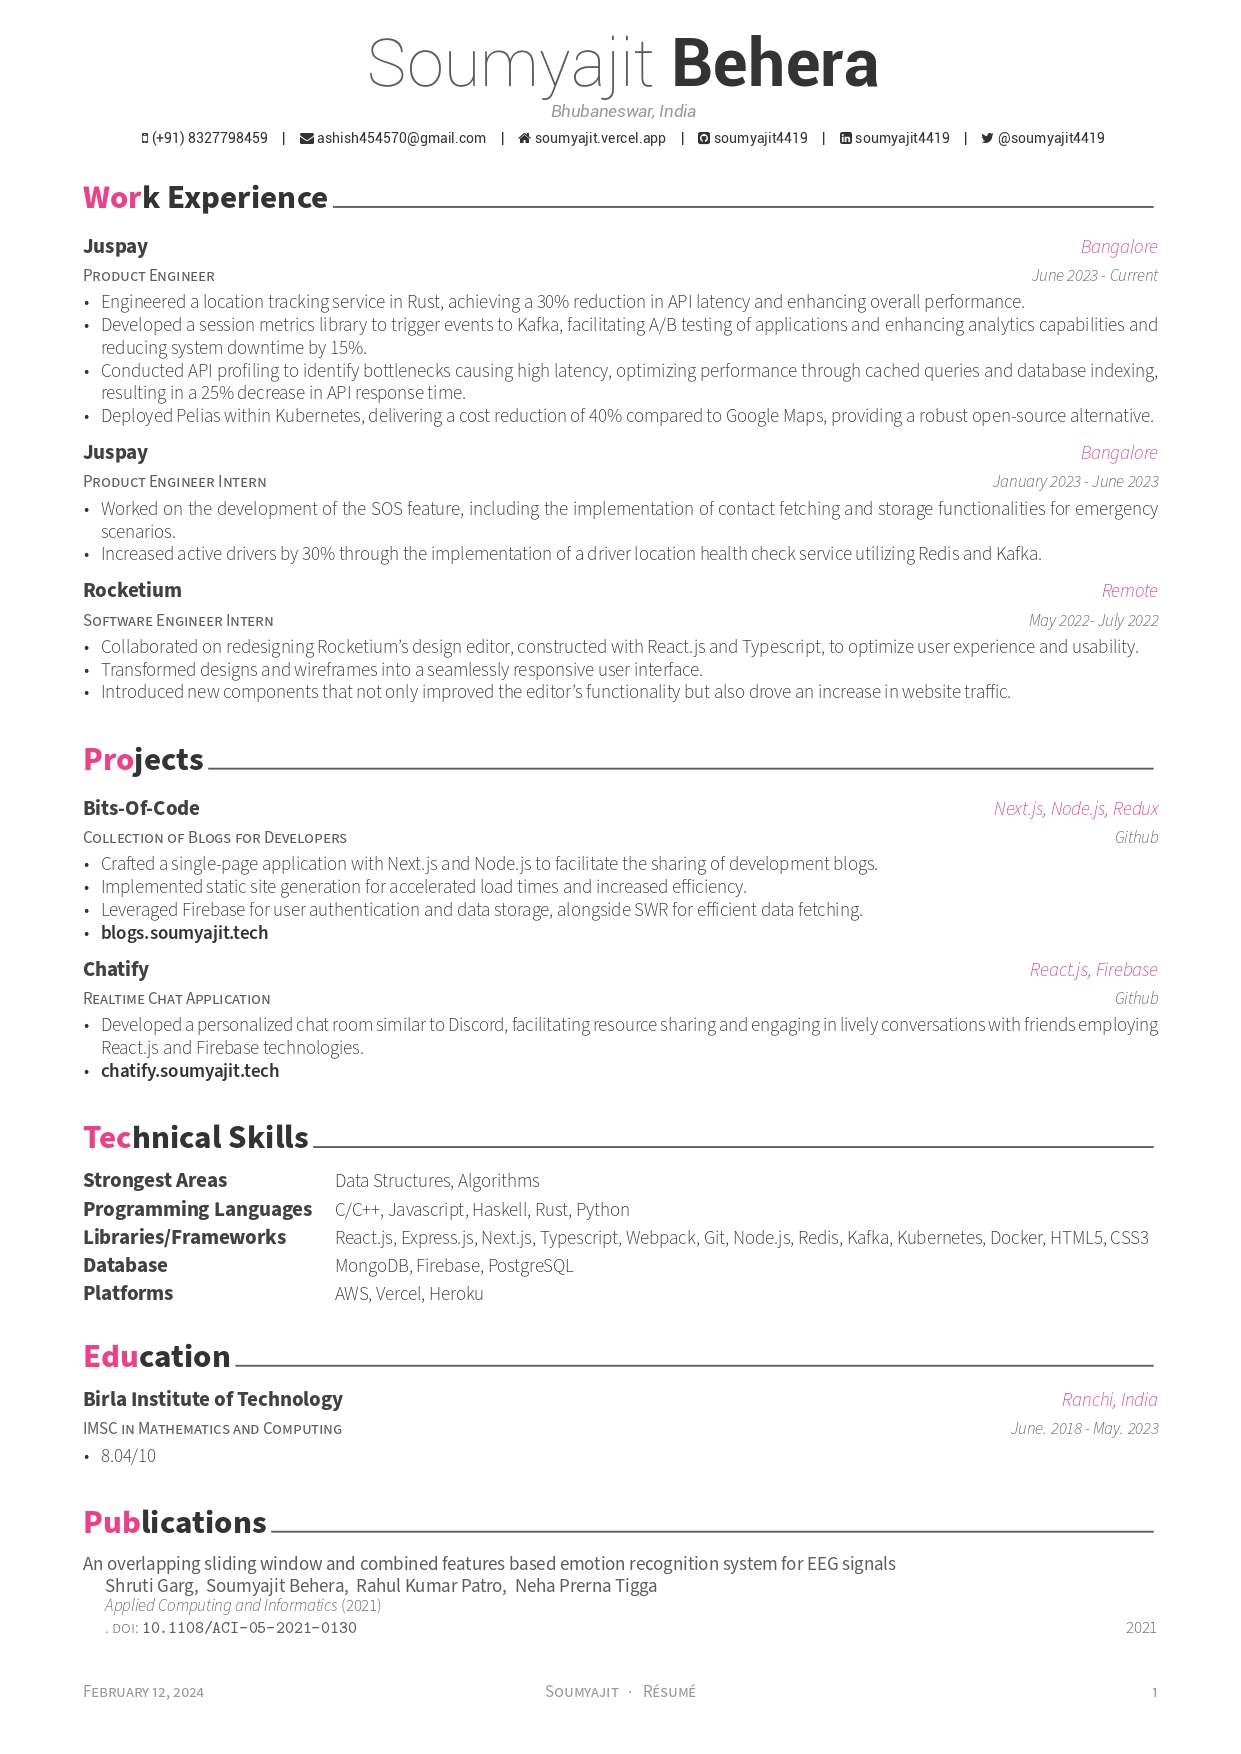 Soumyajit Behera
Bhubaneswar, India
(+91) 8327798459 | ashish454570@gmail.com | soumyajit.vercel.app | soumyajit4419 | soumyajit4419 | @soumyajit4419
Work Experience
Juspay Bangalore
Product Engineer June 2023 - Current
• Engineered a location tracking service in Rust, achieving a 30% reduction in API latency and enhancing overall performance.
• Developed a session metrics library to trigger events to Kafka, facilitating A/B testing of applications and enhancing analytics capabilities and
reducing system downtime by 15%.
• Conducted API profiling to identify bottlenecks causing high latency, optimizing performance through cached queries and database indexing,
resulting in a 25% decrease in API response time.
• Deployed Pelias within Kubernetes, delivering a cost reduction of 40% compared to Google Maps, providing a robust open-source alternative.
Juspay Bangalore
Product Engineer Intern January 2023 - June 2023
• Worked on the development of the SOS feature, including the implementation of contact fetching and storage functionalities for emergency
scenarios.
• Increased active drivers by 30% through the implementation of a driver location health check service utilizing Redis and Kafka.
Rocketium Remote
Software Engineer Intern May 2022- July 2022
• Collaborated on redesigning Rocketium’s design editor, constructed with React.js and Typescript, to optimize user experience and usability.
• Transformed designs and wireframes into a seamlessly responsive user interface.
• Introduced new components that not only improved the editor’s functionality but also drove an increase in website traffic.
Projects
Bits-Of-Code Next.js, Node.js, Redux
Collection of Blogs for Developers Github
• Crafted a single-page application with Next.js and Node.js to facilitate the sharing of development blogs.
• Implemented static site generation for accelerated load times and increased efficiency.
• Leveraged Firebase for user authentication and data storage, alongside SWR for efficient data fetching.
• blogs.soumyajit.tech
Chatify React.js, Firebase
Realtime Chat Application Github
• Developed a personalized chat room similar to Discord, facilitating resource sharing and engaging in lively conversations with friends employing
React.js and Firebase technologies.
• chatify.soumyajit.tech
Technical Skills
Strongest Areas Data Structures, Algorithms
Programming Languages C/C++, Javascript, Haskell, Rust, Python
Libraries/Frameworks React.js, Express.js, Next.js, Typescript, Webpack, Git, Node.js, Redis, Kafka, Kubernetes, Docker, HTML5, CSS3
Database MongoDB, Firebase, PostgreSQL
Platforms AWS, Vercel, Heroku
Education
Birla Institute of Technology Ranchi, India
IMSC in Mathematics and Computing June. 2018 - May. 2023
• 8.04/10
Publications
An overlapping sliding window and combined features based emotion recognition system for EEG signals
Shruti Garg, Soumyajit Behera, Rahul Kumar Patro, Neha Prerna Tigga
Applied Computing and Informatics (2021)
. DOI: 10.1108/ACI-05-2021-0130 2021
February 12, 2024 Soumyajit · Résumé 1